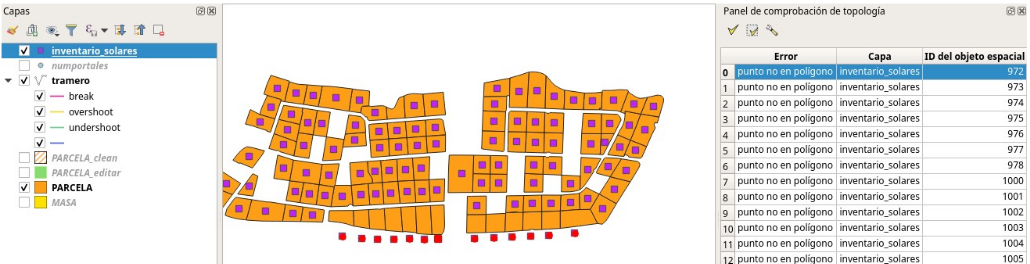 Capas
inventario_solares
numportales
tramero
break
overshoot
undershoot
PARCELA_clean
PARCELA_editar
PARCELA
MASA
Panel de comprobación de topología
Error Capa ID del objeto espacial
0 punto no en polígono inventario_solares 972
1 punto no en polígono inventario_solares 973
2 punto no en polígono inventario_solares 974
3 punto no en polígono inventario_solares 975
4 punto no en polígono inventario_solares 976
5 punto no en polígono inventario_solares 977
6 punto no en polígono inventario_solares 978
7 punto no en polígono inventario_solares 1000
8 punto no en polígono inventario_solares 1001
9 punto no en polígono inventario_solares 1002
10 punto no en polígono inventario_solares 1003
11 punto no en polígono inventario_solares 1004
12 punto no en polígono inventario_solares 1005